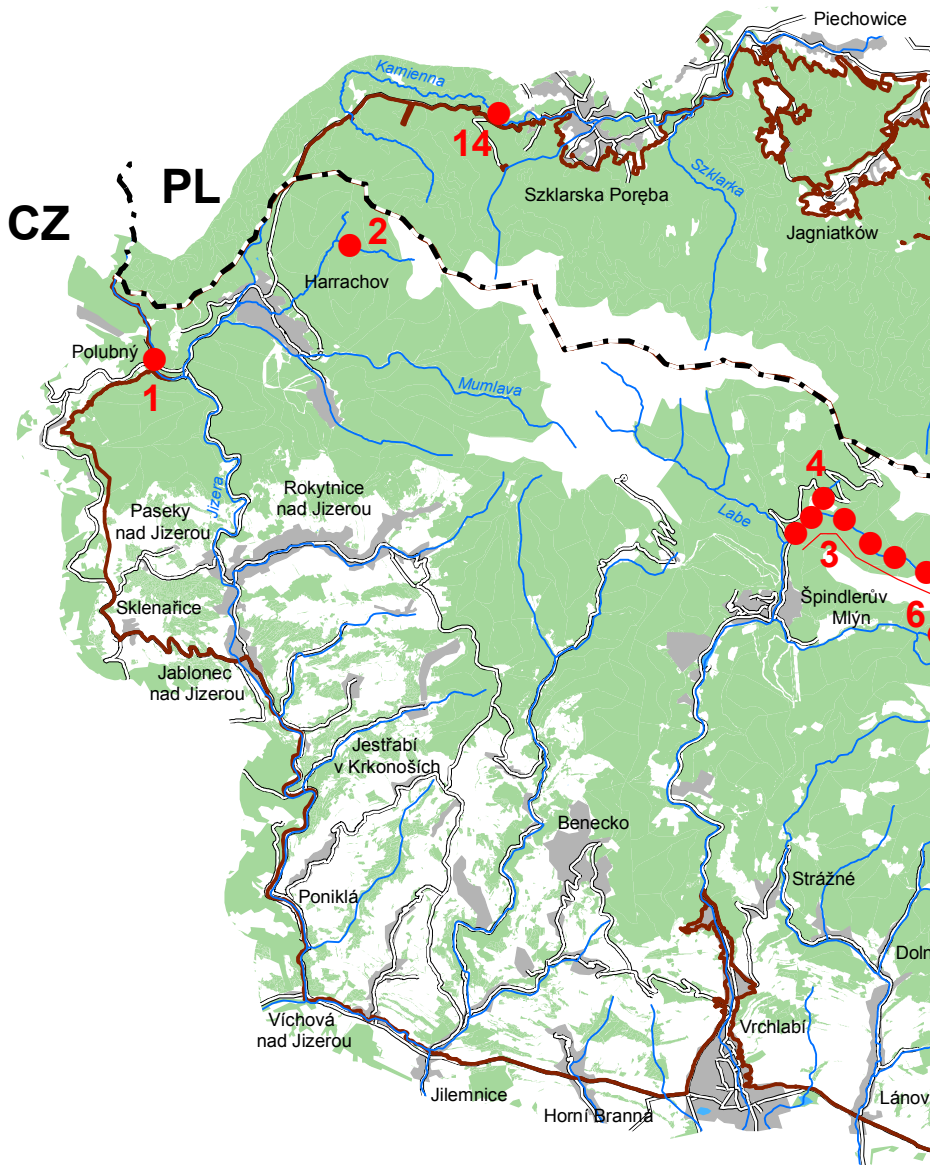 Piechowice
Kamienna
14
Szklarska Poręba
Szklarka
Jagniatków
PL
CZ
2
Harrachov
Polubný
1
Mumlava
Jizera
Rokytnice
nad Jizerou
Paseky
nad Jizerou
4
Labe
3
Špindlerův
Mlýn
6
Sklenařice
Jablonec
nad Jizerou
Jestřabí
v Krkonoších
Benecko
Poniklá
Strážné
Doln
Víchová
nad Jizerou
Vrchlabí
Jilemnice
Horní Branná
Lánov